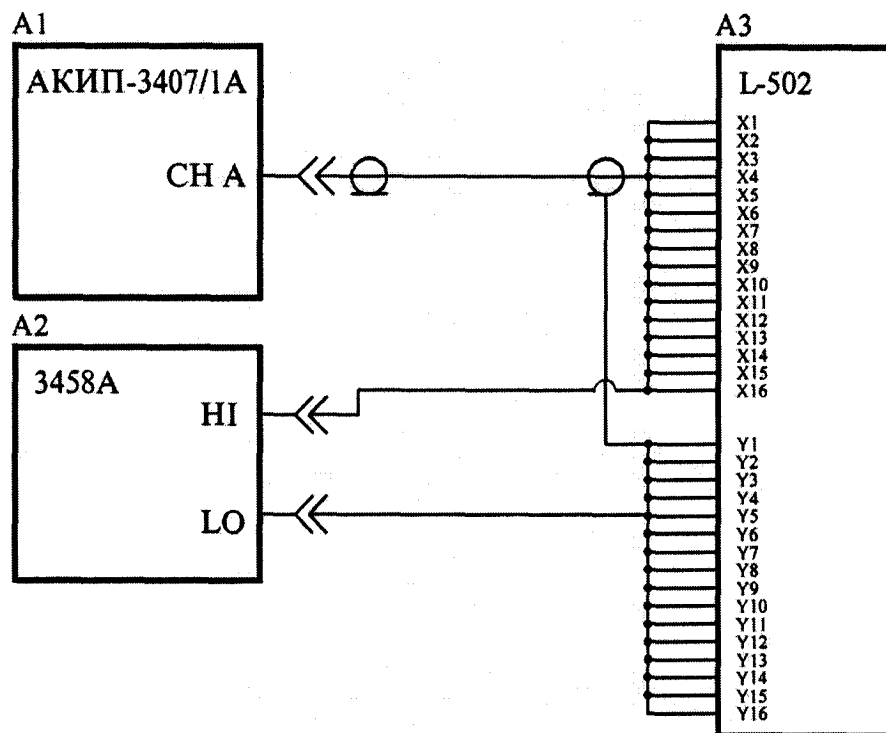 A1
АКИП-3407/1А
CH A
A2
3458A
HI
LO
A3
L-502
X1
X2
X3
X4
X5
X6
X7
X8
X9
X10
X11
X12
X13
X14
X15
X16
Y1
Y2
Y3
Y4
Y5
Y6
Y7
Y8
Y9
Y10
Y11
Y12
Y13
Y14
Y15
Y16